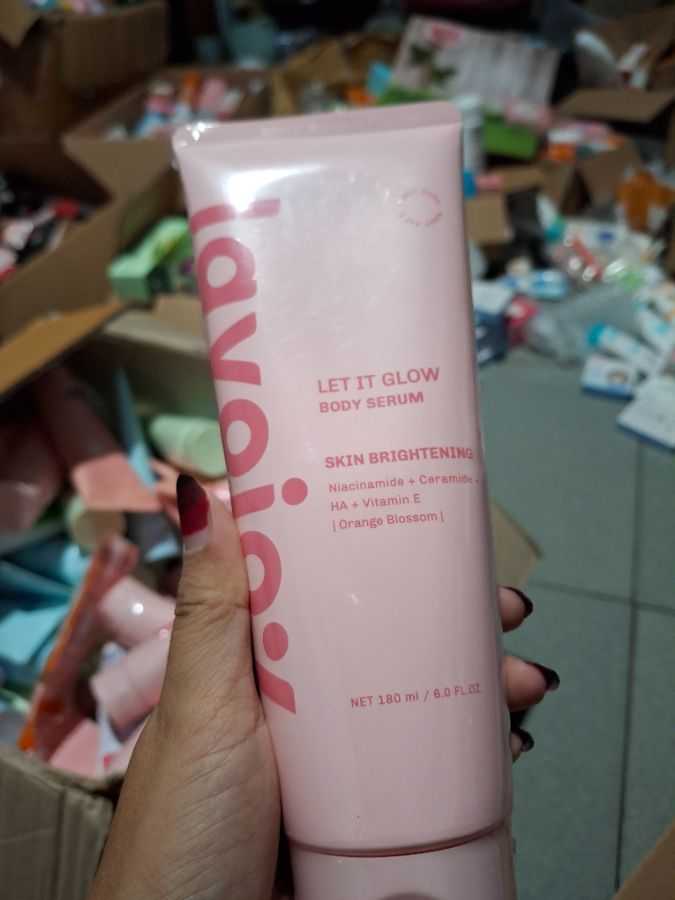 lavojoy
LET IT GLOW
BODY SERUM
SKIN BRIGHTENING
Niacinamide + Ceramide +
HA + Vitamin E
| Orange Blossom |
NET 180 ml / 6.0 FL.OZ.